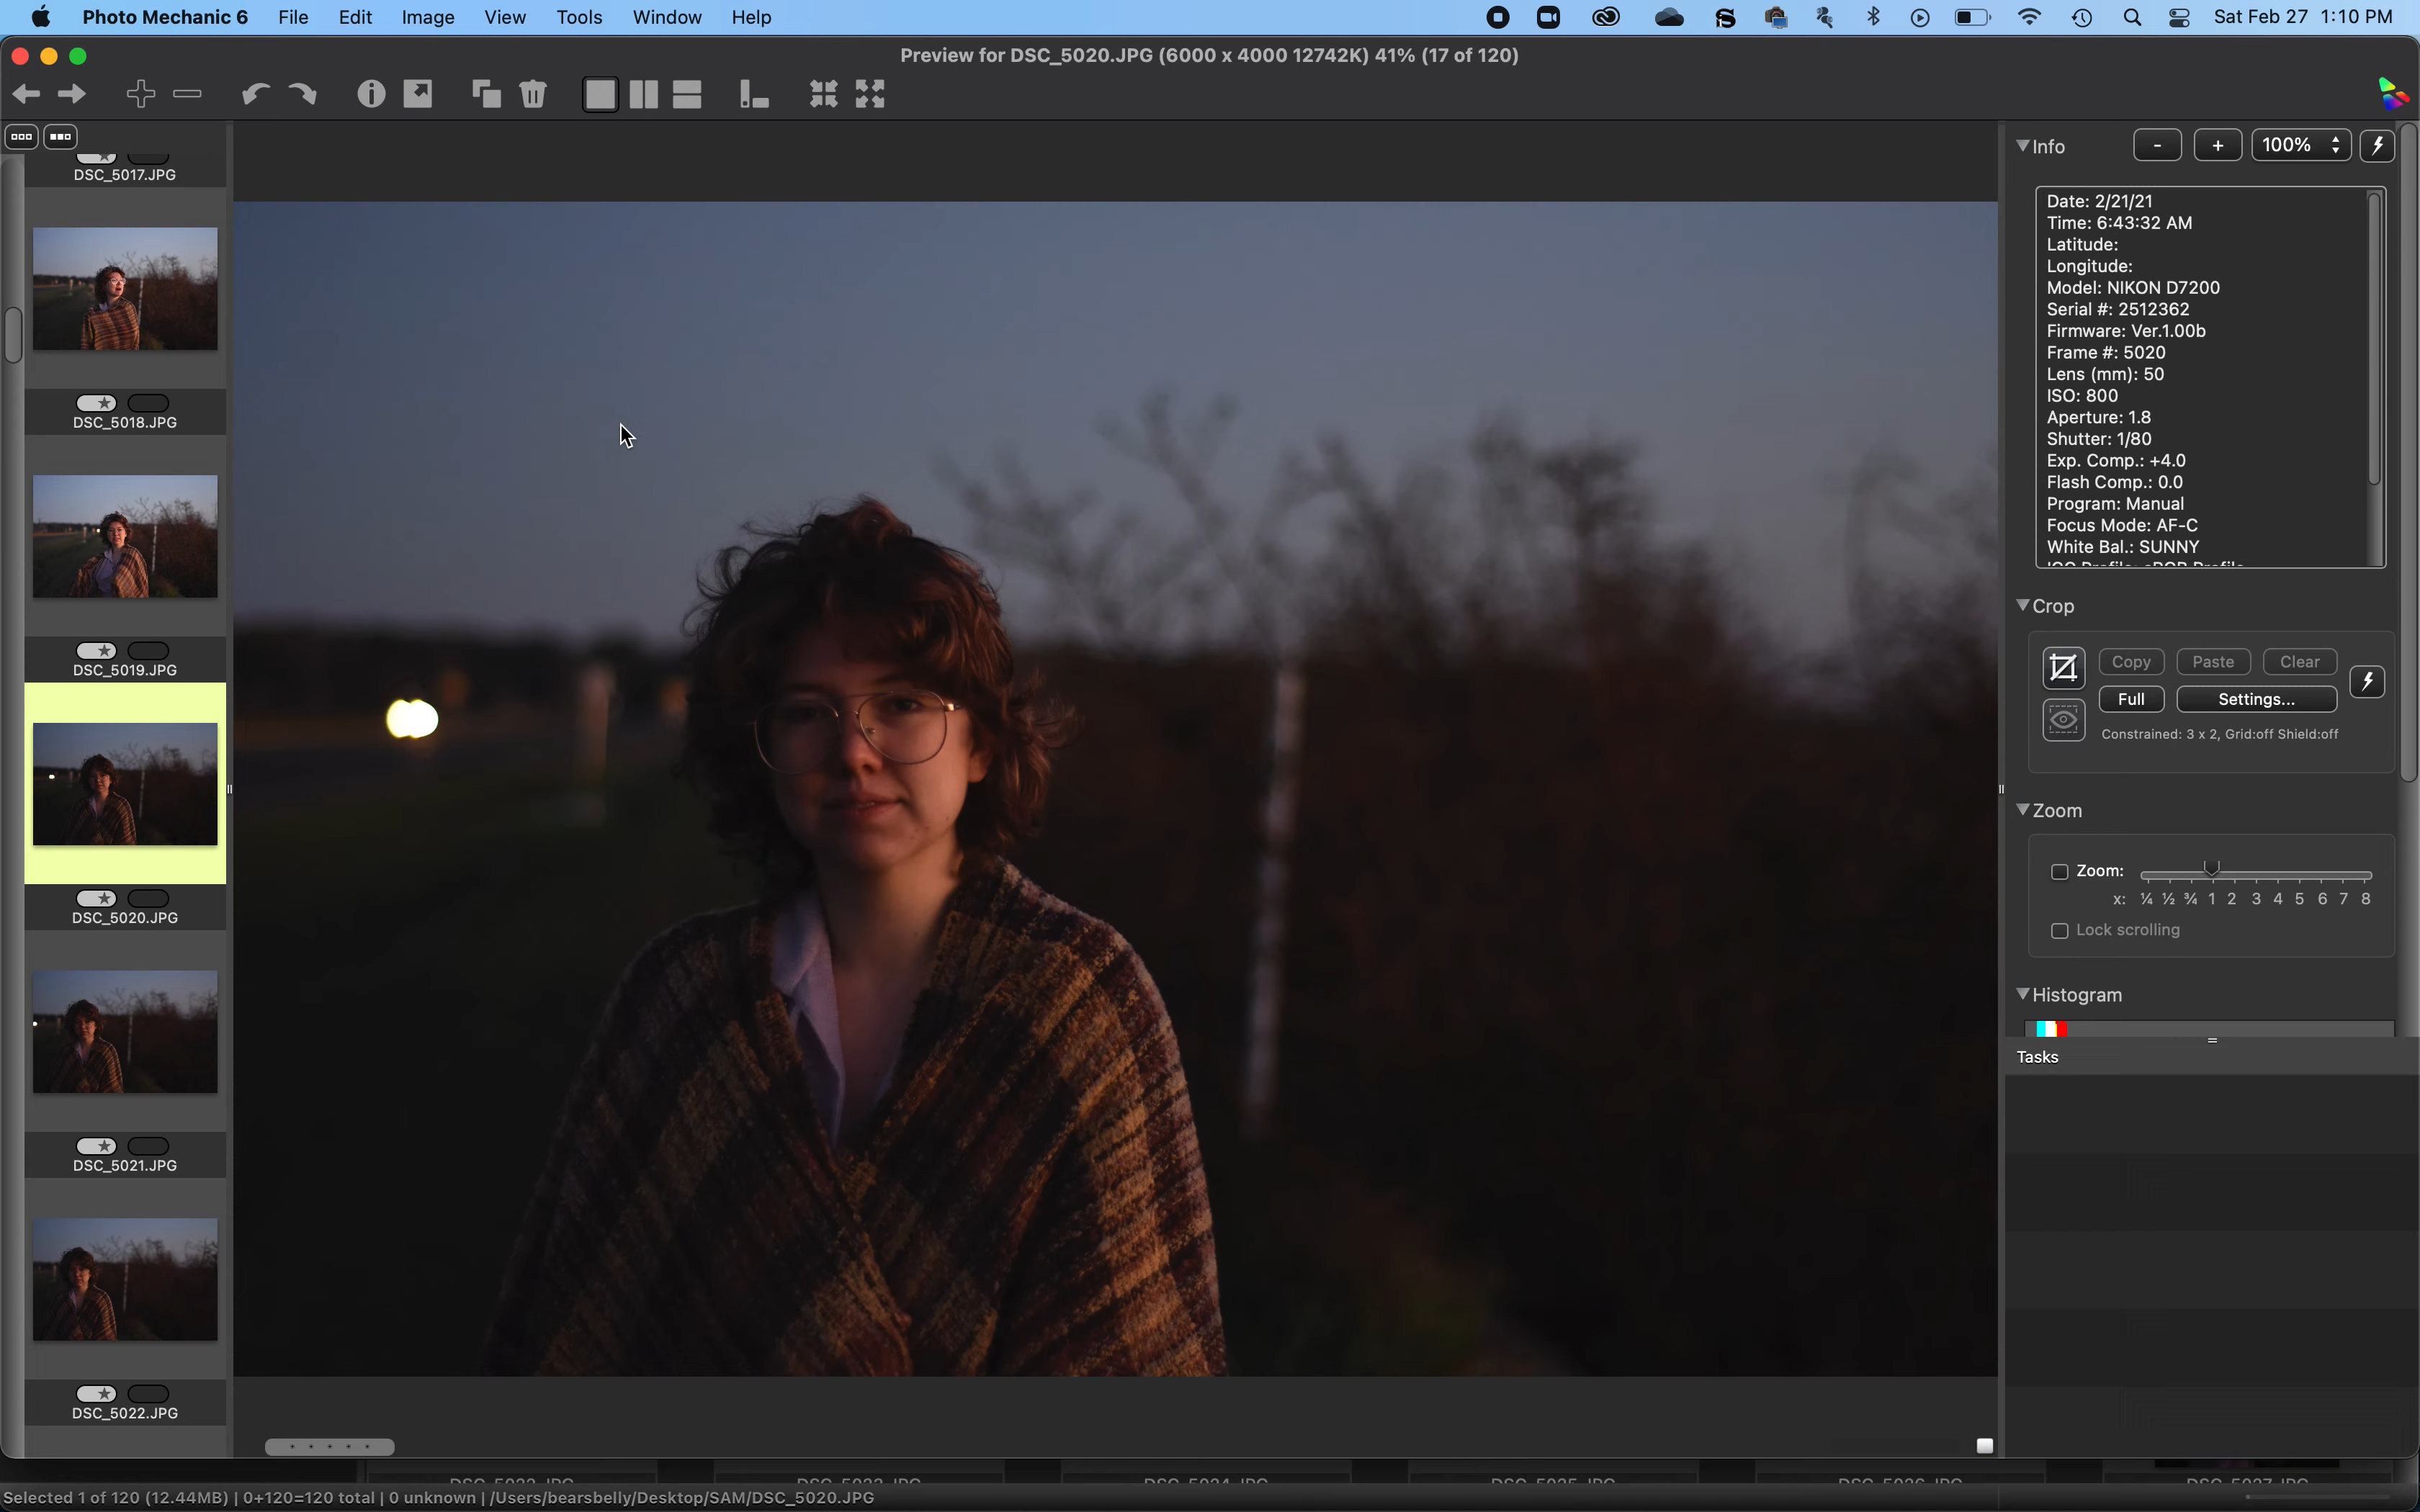 Photo Mechanic 6 File Edit Image View Tools Window Help Sat Feb 27 1:10 PM
Preview for DSC_5020.JPG (6000 x 4000 12742K) 41% (17 of 120)
DSC_5017.JPG
DSC_5018.JPG
DSC_5019.JPG
DSC_5020.JPG
DSC_5021.JPG
DSC_5022.JPG
Info - + 100%
Date: 2/21/21
Time: 6:43:32 AM
Latitude:
Longitude:
Model: NIKON D7200
Serial #: 2512362
Firmware: Ver.1.00b
Frame #: 5020
Lens (mm): 50
ISO: 800
Aperture: 1.8
Shutter: 1/80
Exp. Comp.: +4.0
Flash Comp.: 0.0
Program: Manual
Focus Mode: AF-C
White Bal.: SUNNY
Crop
Copy Paste Clear
Full Settings...
Constrained: 3 x 2, Grid:off Shield:off
Zoom
Zoom:
x: ¼ ½ ¾ 1 2 3 4 5 6 7 8
Lock scrolling
Histogram
Tasks
Selected 1 of 120 (12.44MB) | 0+120=120 total | 0 unknown | /Users/bearsbelly/Desktop/SAM/DSC_5020.JPG